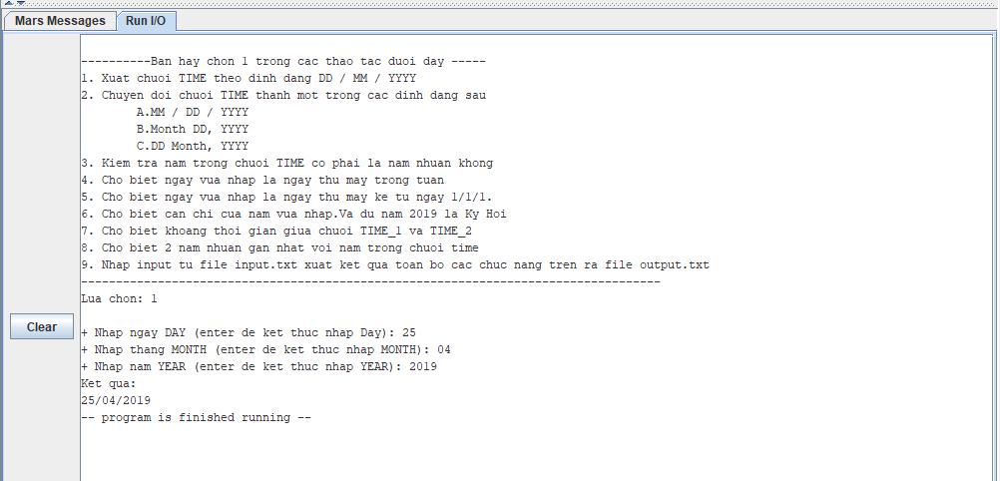 Mars Messages Run I/O
----------Ban hay chon 1 trong cac thao tac duoi day -----
1. Xuat chuoi TIME theo dinh dang DD / MM / YYYY
2. Chuyen doi chuoi TIME thanh mot trong cac dinh dang sau
A.MM / DD / YYYY
B.Month DD, YYYY
C.DD Month, YYYY
3. Kiem tra nam trong chuoi TIME co phai la nam nhuan khong
4. Cho biet ngay vua nhap la ngay thu may trong tuan
5. Cho biet ngay vua nhap la ngay thu may ke tu ngay 1/1/1.
6. Cho biet can chi cua nam vua nhap.Va du nam 2019 la Ky Hoi
7. Cho biet khoang thoi gian giua chuoi TIME_1 va TIME_2
8. Cho biet 2 nam nhuan gan nhat voi nam trong chuoi time
9. Nhap input tu file input.txt xuat ket qua toan bo cac chuc nang tren ra file output.txt
-----------------------------------------------------------------------------------
Lua chon: 1
Clear
+ Nhap ngay DAY (enter de ket thuc nhap Day): 25
+ Nhap thang MONTH (enter de ket thuc nhap MONTH): 04
+ Nhap nam YEAR (enter de ket thuc nhap YEAR): 2019
Ket qua:
25/04/2019
-- program is finished running --